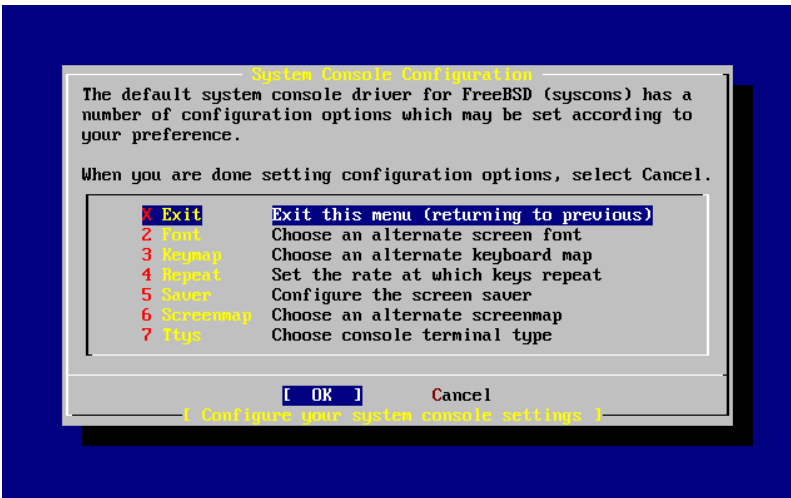 System Console Configuration
The default system console driver for FreeBSD (syscons) has a
number of configuration options which may be set according to
your preference.
When you are done setting configuration options, select Cancel.
X Exit Exit this menu (returning to previous)
2 Font Choose an alternate screen font
3 Keymap Choose an alternate keyboard map
4 Repeat Set the rate at which keys repeat
5 Saver Configure the screen saver
6 Screenmap Choose an alternate screenmap
7 Ttys Choose console terminal type
[ OK ] Cancel
[ Configure your system console settings ]